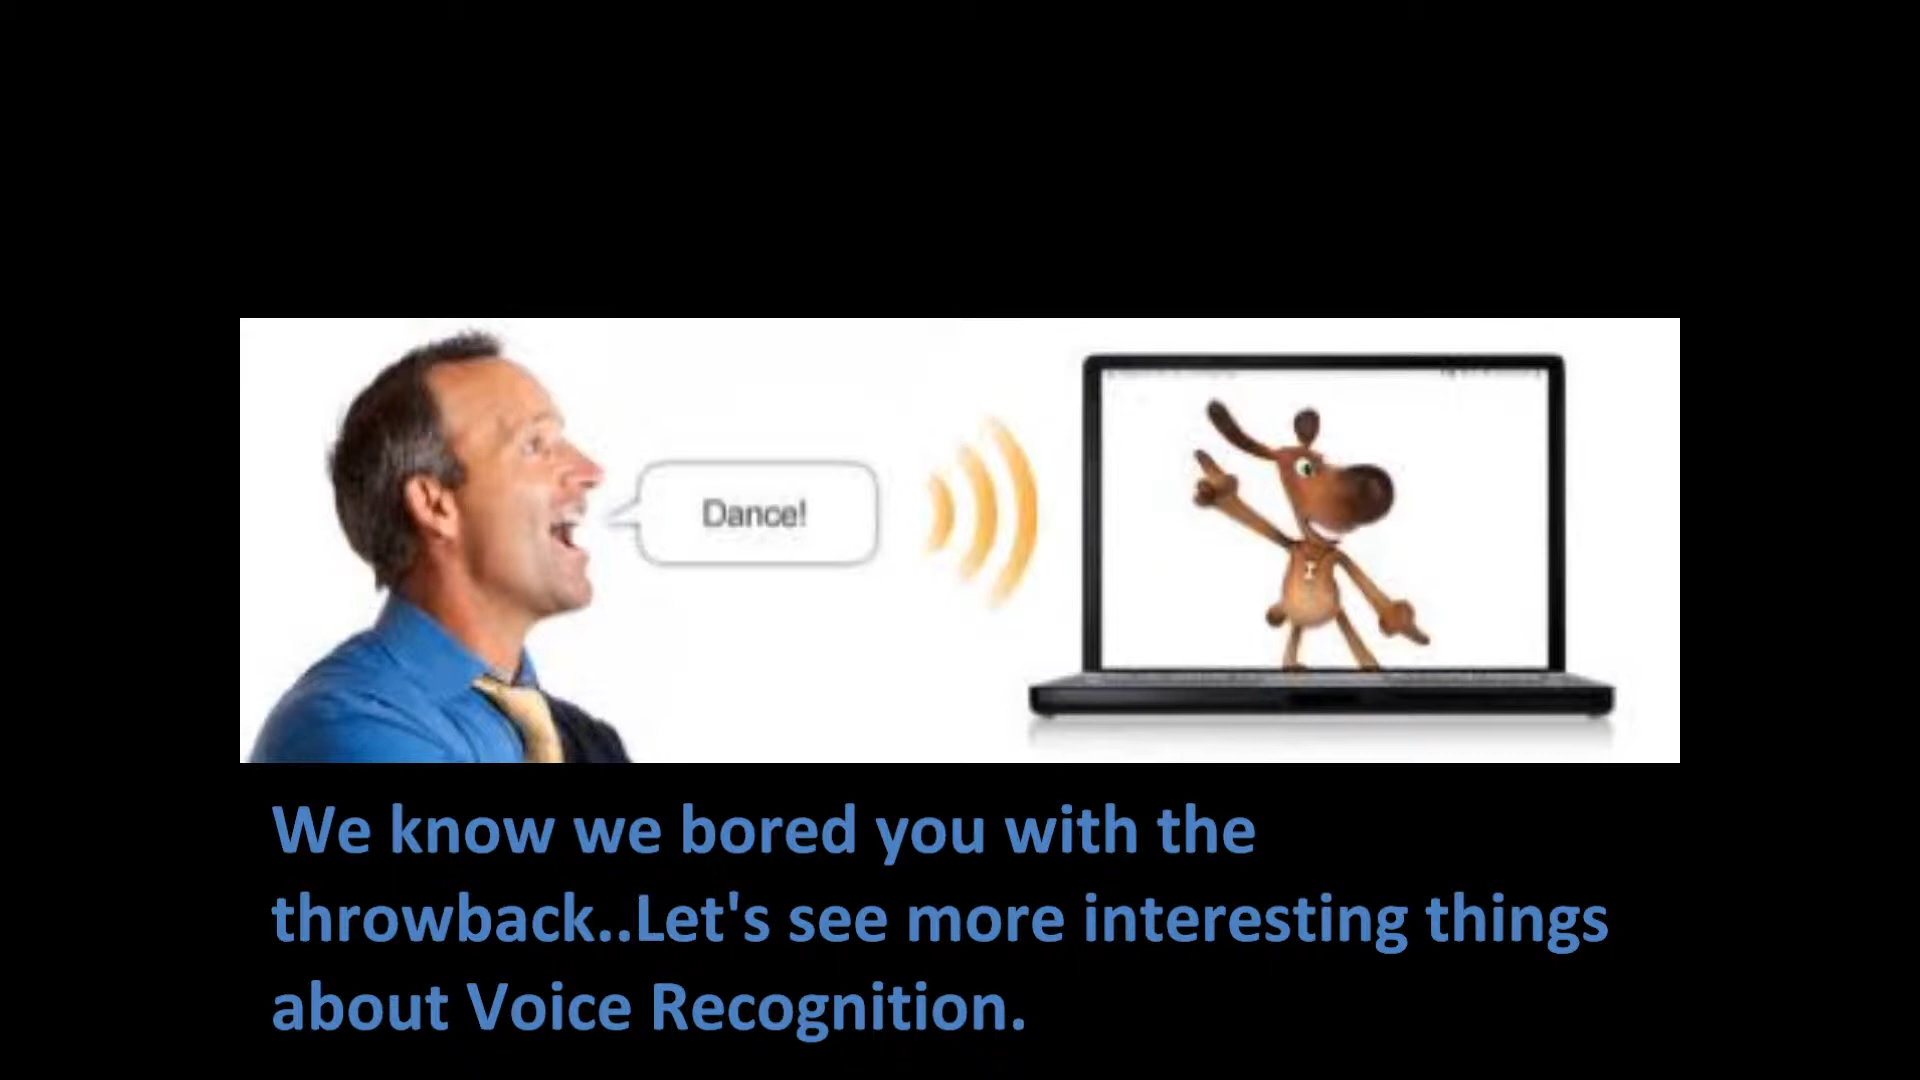 Dance!
We know we bored you with the
throwback..Let's see more interesting things
about Voice Recognition.